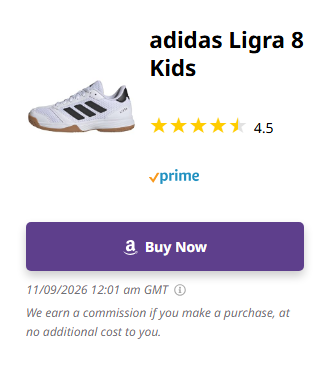 adidas Ligra 8
Kids
4.5
prime
Buy Now
11/09/2026 12:01 am GMT
We earn a commission if you make a purchase, at
no additional cost to you.